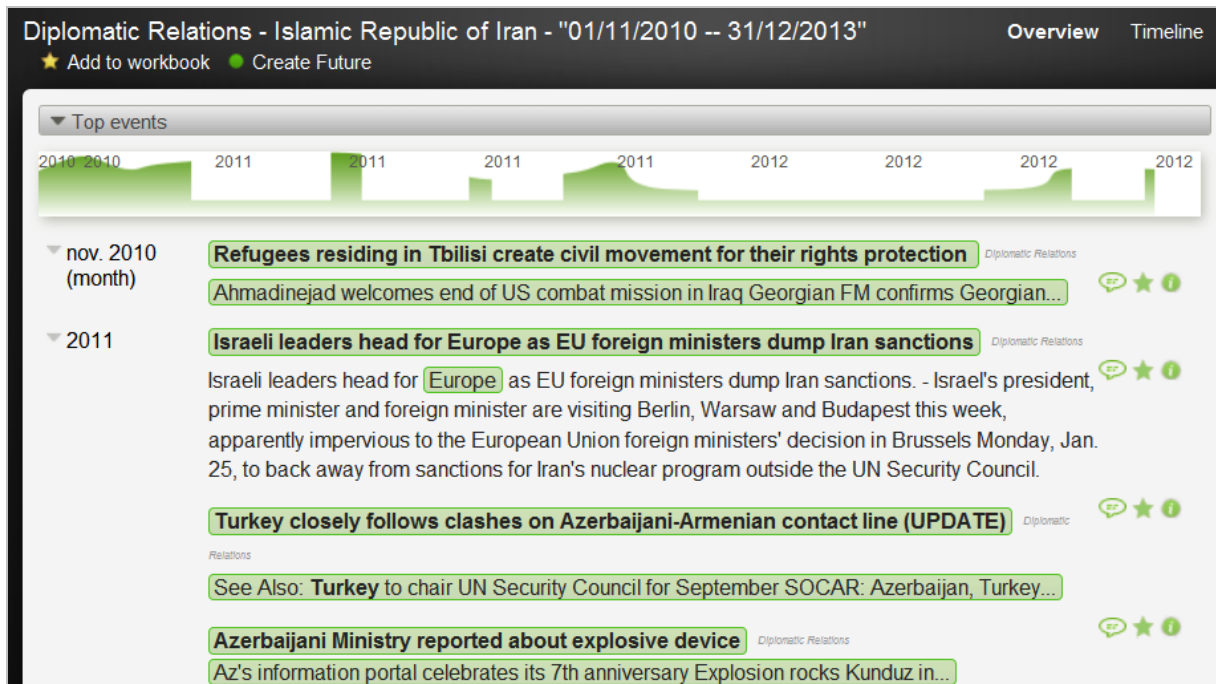 Diplomatic Relations - Islamic Republic of Iran - "01/11/2010 -- 31/12/2013" Overview Timeline
Add to workbook Create Future
Top events
2010 2010 2011 2011 2011 2011 2012 2012 2012 2012
nov. 2010 (month)
Refugees residing in Tbilisi create civil movement for their rights protection Diplomatic Relations
Ahmadinejad welcomes end of US combat mission in Iraq Georgian FM confirms Georgian...
2011
Israeli leaders head for Europe as EU foreign ministers dump Iran sanctions Diplomatic Relations
Israeli leaders head for Europe as EU foreign ministers dump Iran sanctions. - Israel's president,
prime minister and foreign minister are visiting Berlin, Warsaw and Budapest this week,
apparently impervious to the European Union foreign ministers' decision in Brussels Monday, Jan.
25, to back away from sanctions for Iran's nuclear program outside the UN Security Council.
Turkey closely follows clashes on Azerbaijani-Armenian contact line (UPDATE) Diplomatic
Relations
See Also: Turkey to chair UN Security Council for September SOCAR: Azerbaijan, Turkey...
Azerbaijani Ministry reported about explosive device Diplomatic Relations
Az's information portal celebrates its 7th anniversary Explosion rocks Kunduz in...